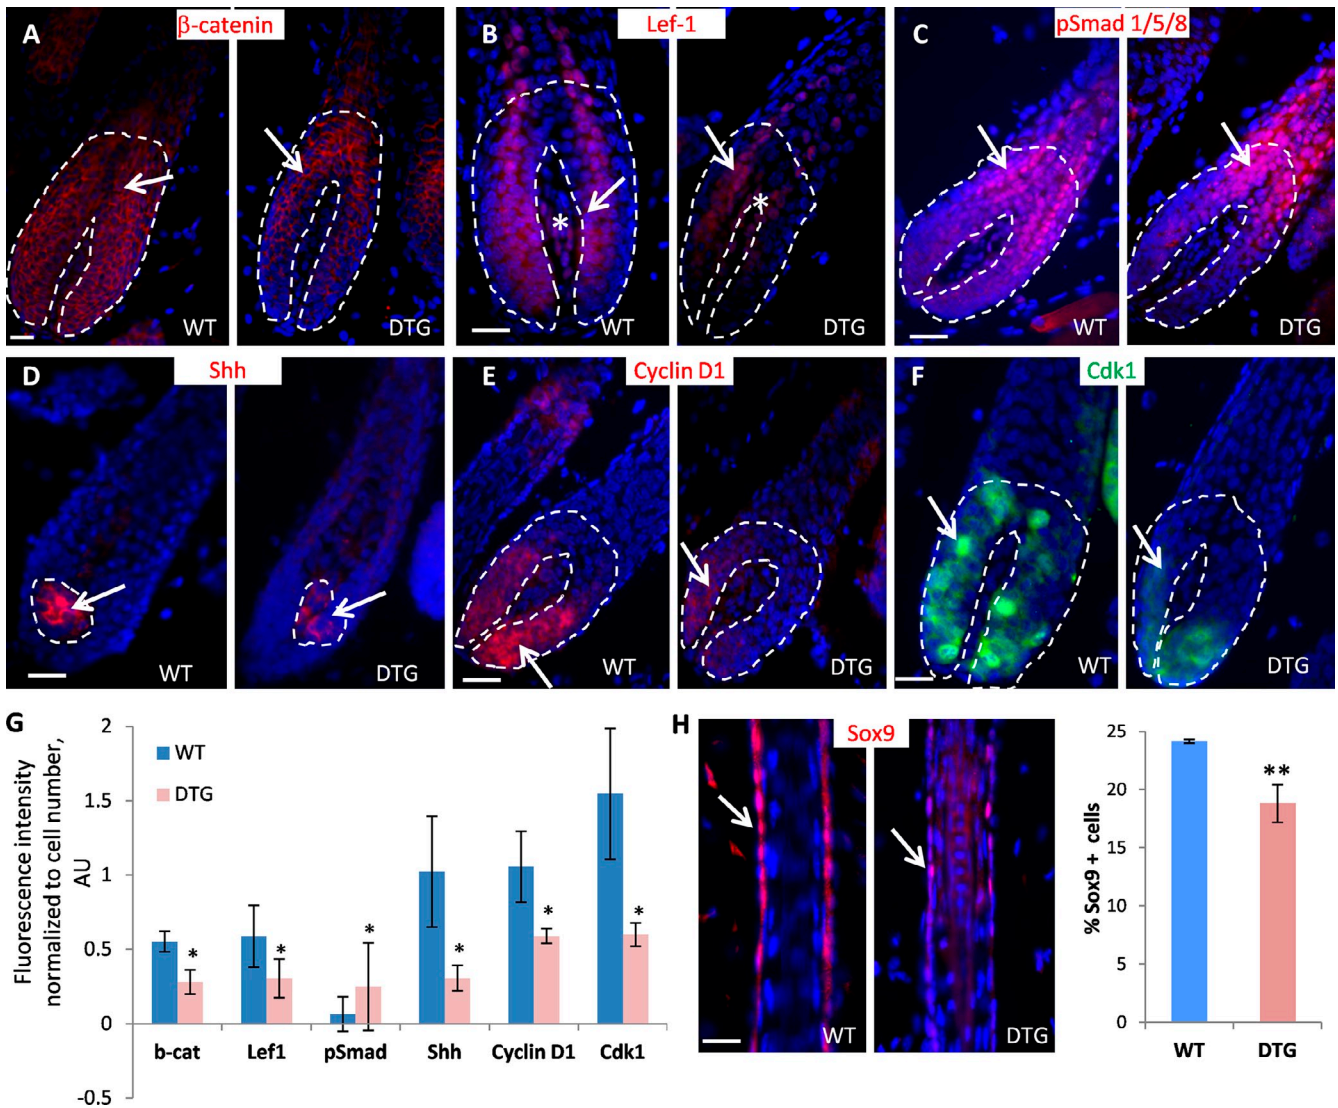 A
β-catenin
WT
DTG
B
Lef-1
*
*
WT
DTG
C
pSmad 1/5/8
WT
DTG
D
Shh
WT
DTG
E
Cyclin D1
WT
DTG
F
Cdk1
WT
DTG
G
Fluorescence intensity
normalized to cell number,
AU
2
1.5
1
0.5
0
-0.5
WT
DTG
*
*
*
*
*
*
b-cat
Lef1
pSmad
Shh
Cyclin D1
Cdk1
H
Sox9
WT
DTG
% Sox9 + cells
25
20
15
10
5
0
**
WT
DTG